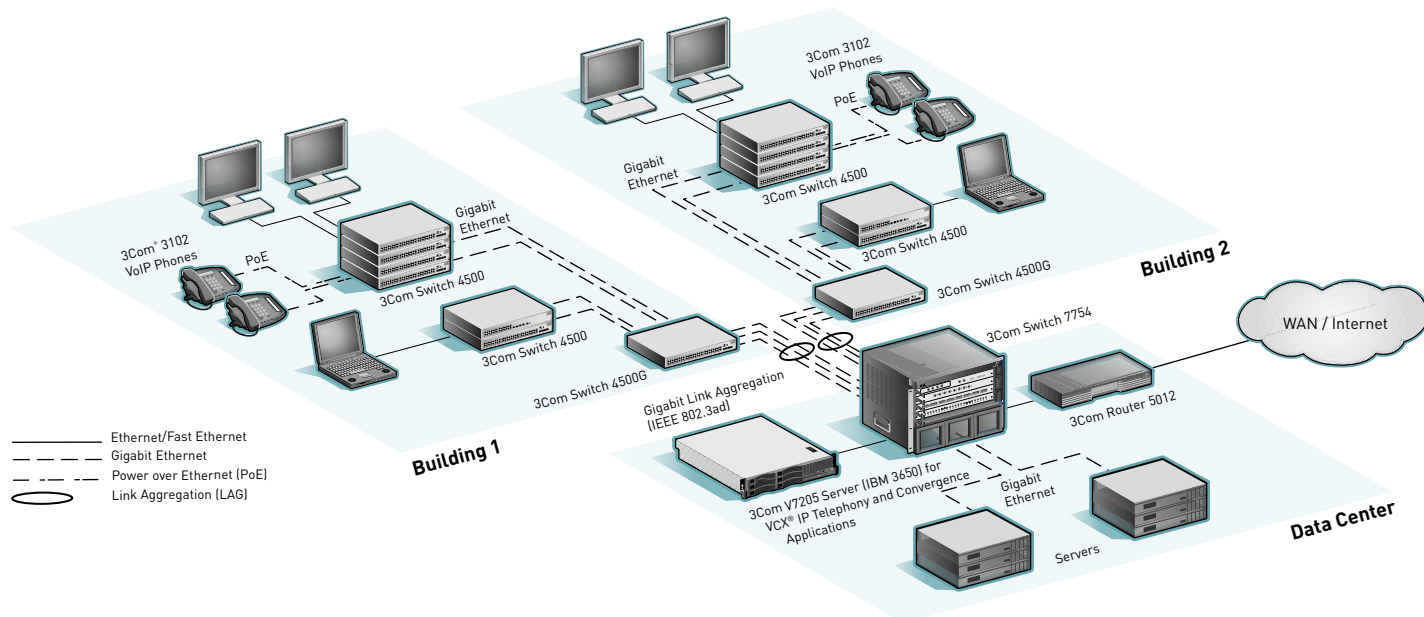 3Com 3102
VoIP Phones
PoE
Gigabit
Ethernet
3Com Switch 4500
3Com Switch 4500
3Com Switch 4500G
Building 2
3Com® 3102
VoIP Phones
PoE
Gigabit
Ethernet
3Com Switch 4500
3Com Switch 4500
3Com Switch 4500G
Building 1
Gigabit Link Aggregation
(IEEE 802.3ad)
3Com Switch 7754
WAN / Internet
3Com Router 5012
3Com V7205 Server (IBM 3650) for
VCX® IP Telephony and Convergence
Applications
Gigabit
Ethernet
Servers
Data Center
Ethernet/Fast Ethernet
Gigabit Ethernet
Power over Ethernet (PoE)
Link Aggregation (LAG)